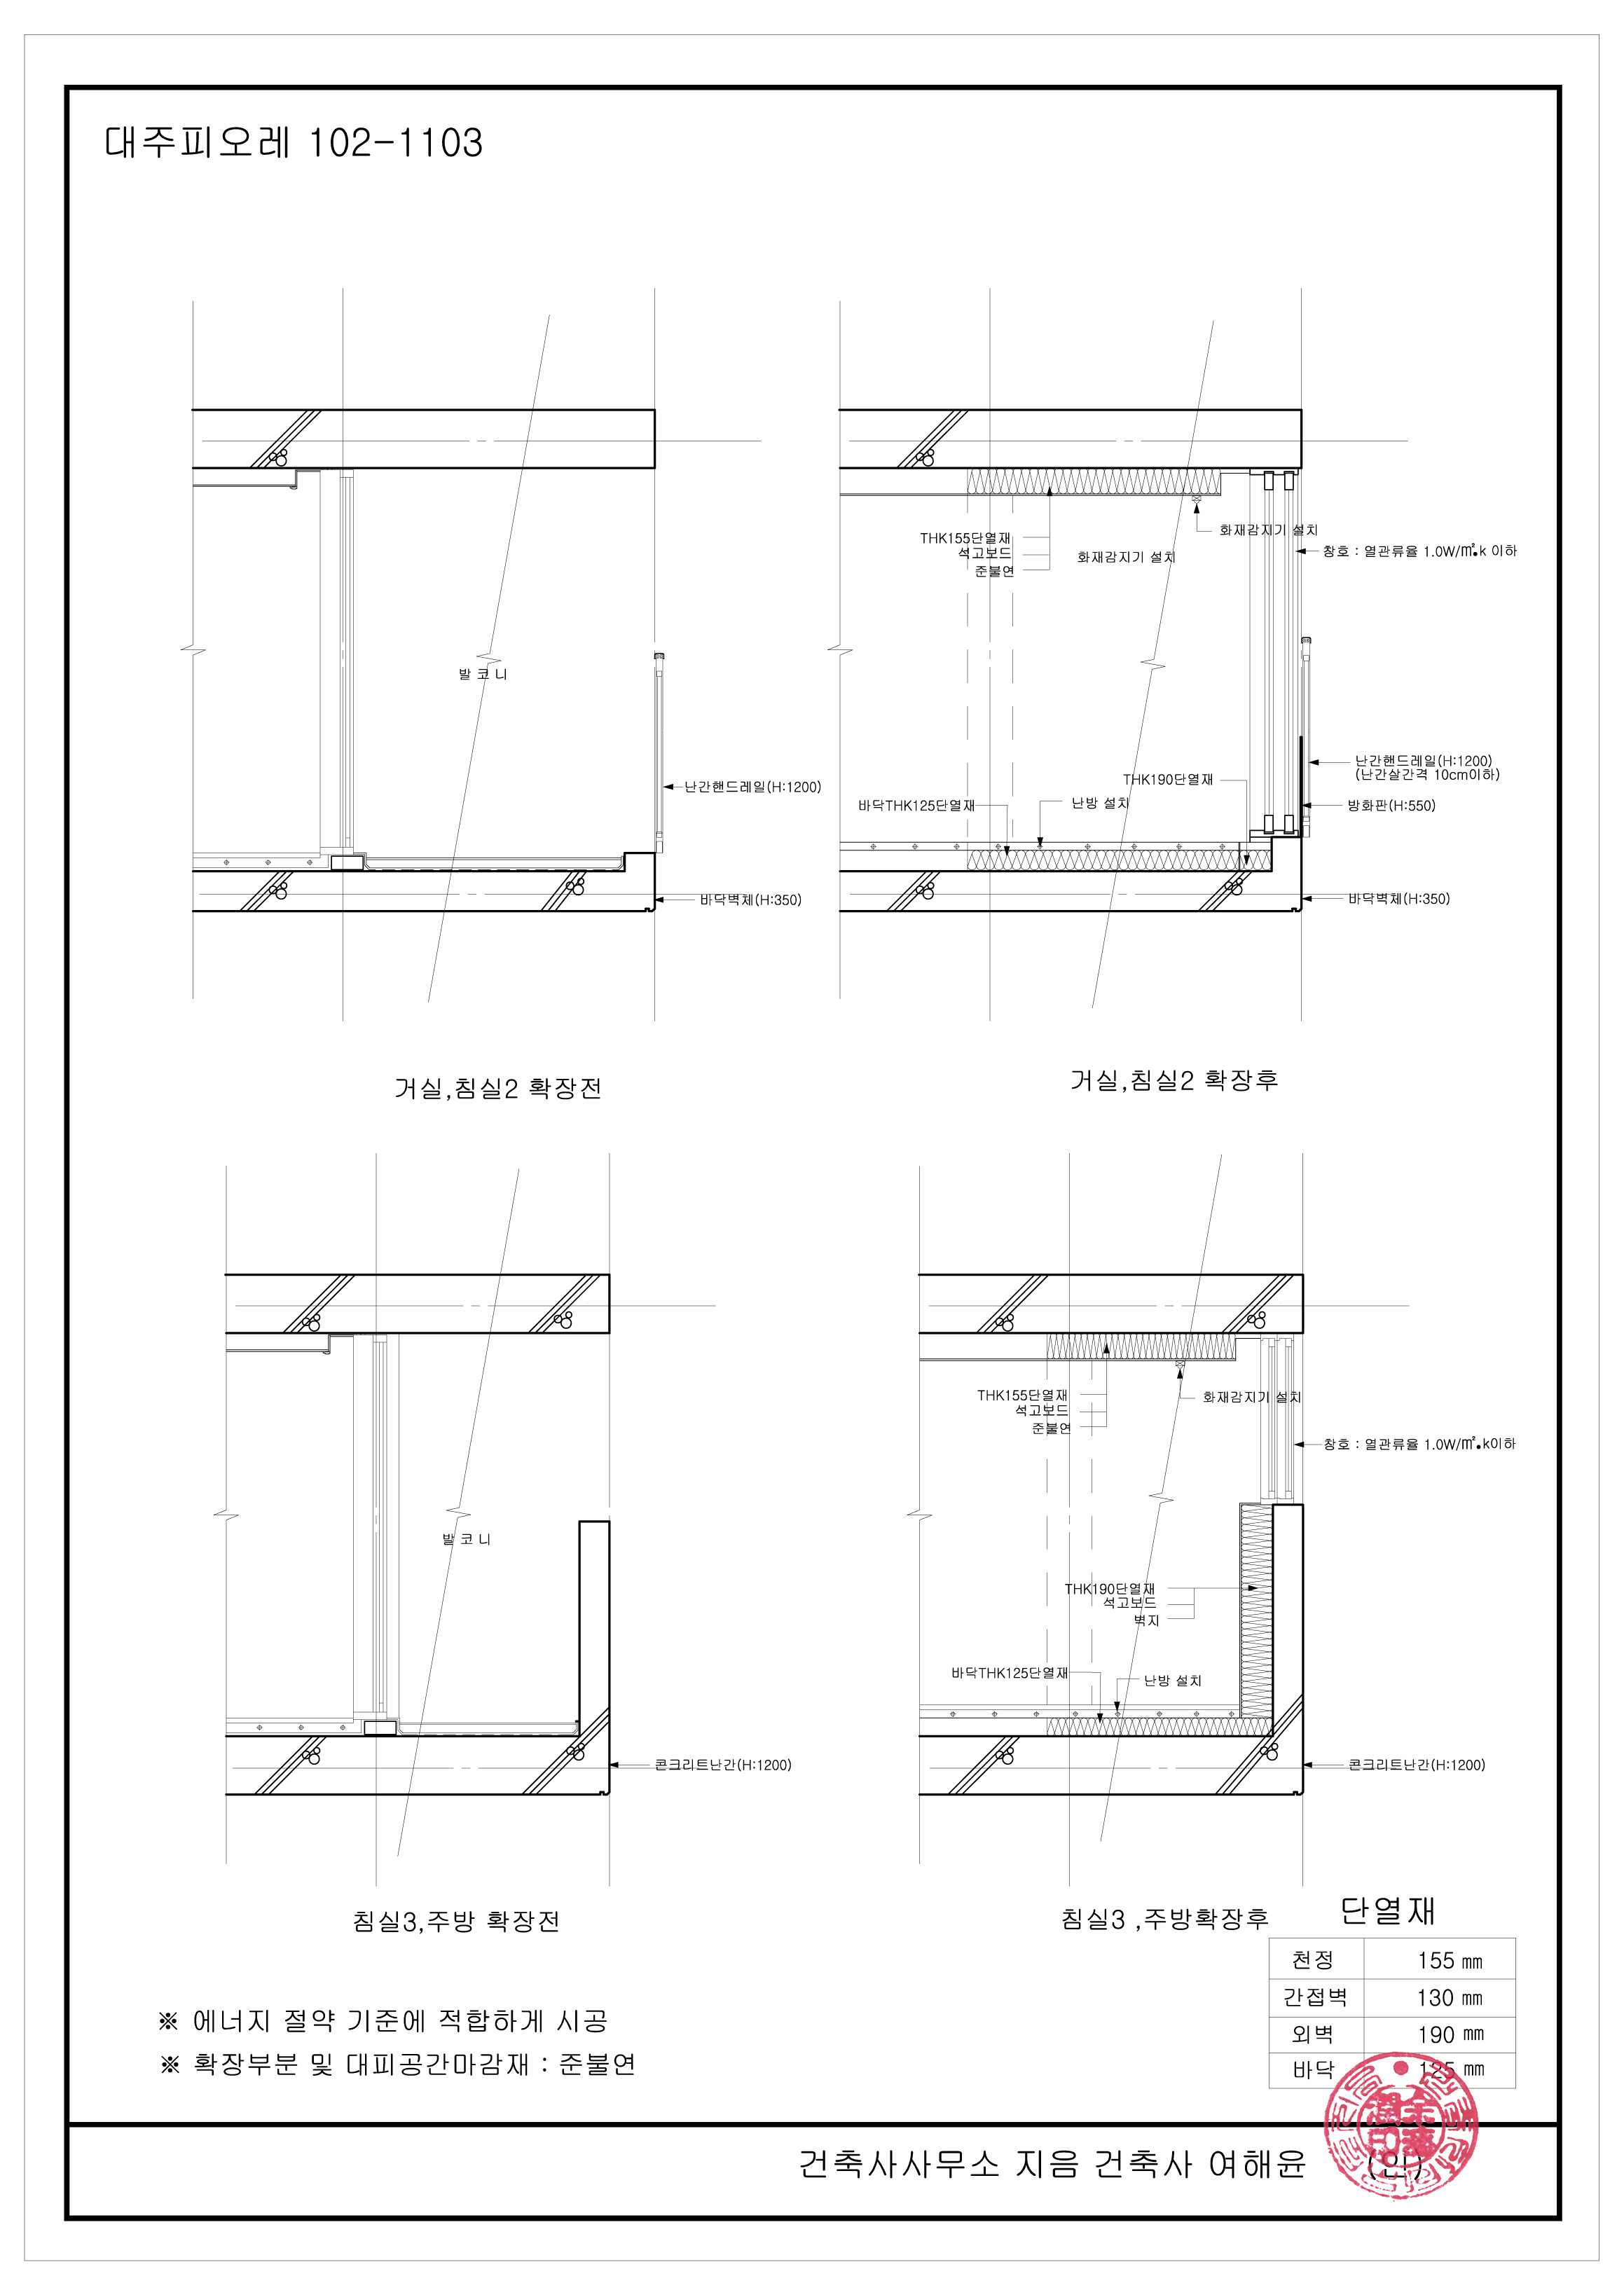 대주피오레 102-1103
발 코 니
난간핸드레일(H:1200)
바닥벽체(H:350)
거실,침실2 확장전
THK155단열재
석고보드
준불연
화재감지기 설치
화재감지기 설치
창호 : 열관류율 1.0W/㎡•k 이하
THK190단열재
바닥THK125단열재
난방 설치
난간핸드레일(H:1200)
(난간살간격 10cm이하)
방화판(H:550)
바닥벽체(H:350)
거실,침실2 확장후
발 코 니
콘크리트난간(H:1200)
침실3,주방 확장전
THK155단열재
석고보드
준불연
화재감지기 설치
창호 : 열관류율 1.0W/㎡•k이하
THK190단열재
석고보드
벽지
바닥THK125단열재
난방 설치
콘크리트난간(H:1200)
침실3 ,주방확장후
단열재
천정 155 ㎜
간접벽 130 ㎜
외벽 190 ㎜
바닥 125 ㎜
※ 에너지 절약 기준에 적합하게 시공
※ 확장부분 및 대피공간마감재 : 준불연
건축사사무소 지음 건축사 여해윤 (인)